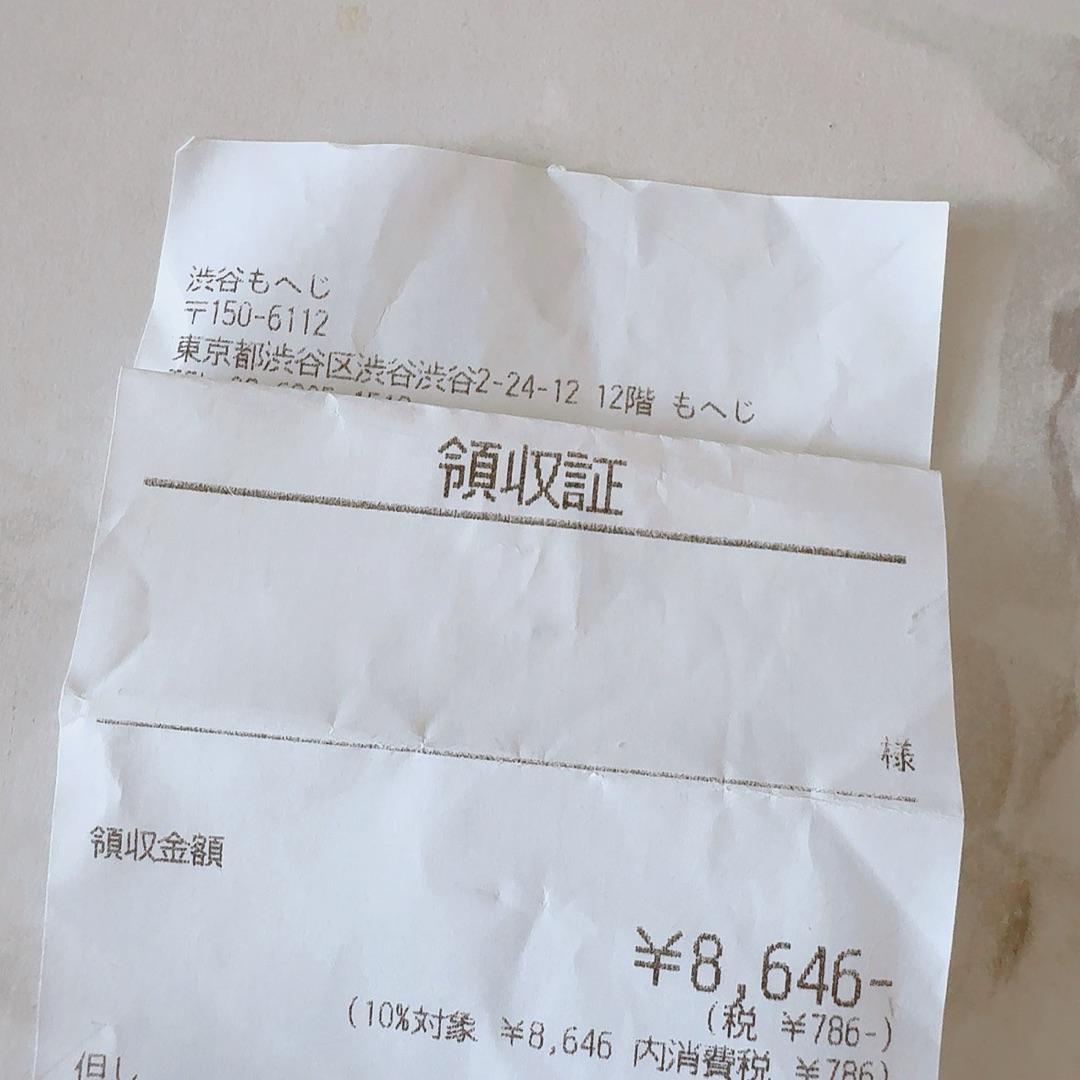 渋谷もへじ
〒150-6112
東京都渋谷区渋谷渋谷2-24-12 12階 もへじ
領収証
様
領収金額
¥8,646-
(税 ¥786-)
(10%対象 ¥8,646 内消費税 ¥786)
但し